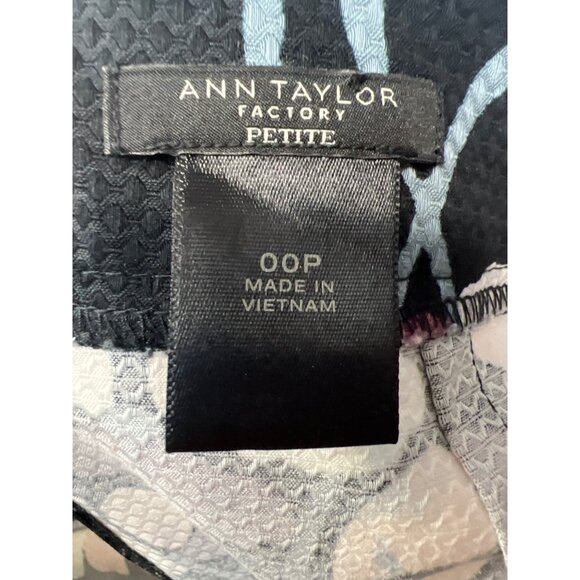 ANN TAYLOR
FACTORY
PETITE
00P
MADE IN
VIETNAM